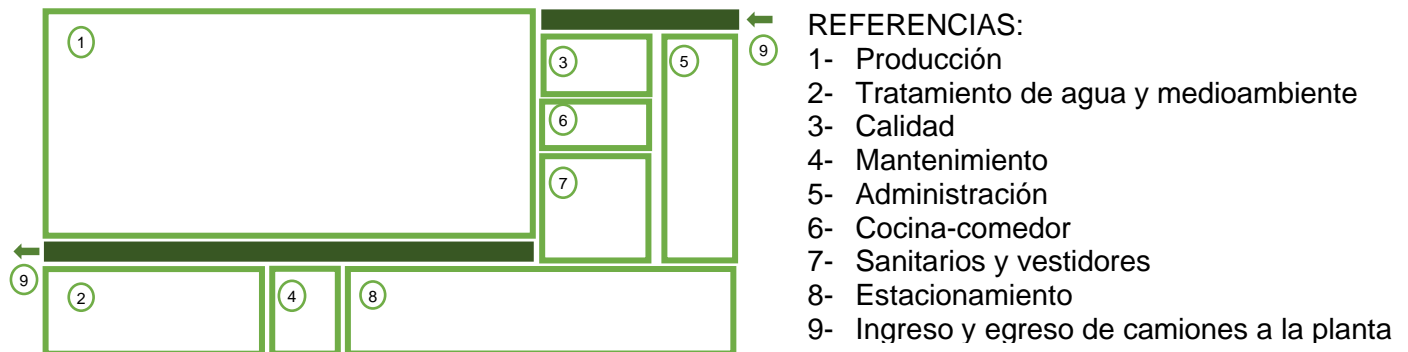 1
3
5
9
6
7
9
2
4
8
REFERENCIAS:
1- Producción
2- Tratamiento de agua y medioambiente
3- Calidad
4- Mantenimiento
5- Administración
6- Cocina-comedor
7- Sanitarios y vestidores
8- Estacionamiento
9- Ingreso y egreso de camiones a la planta